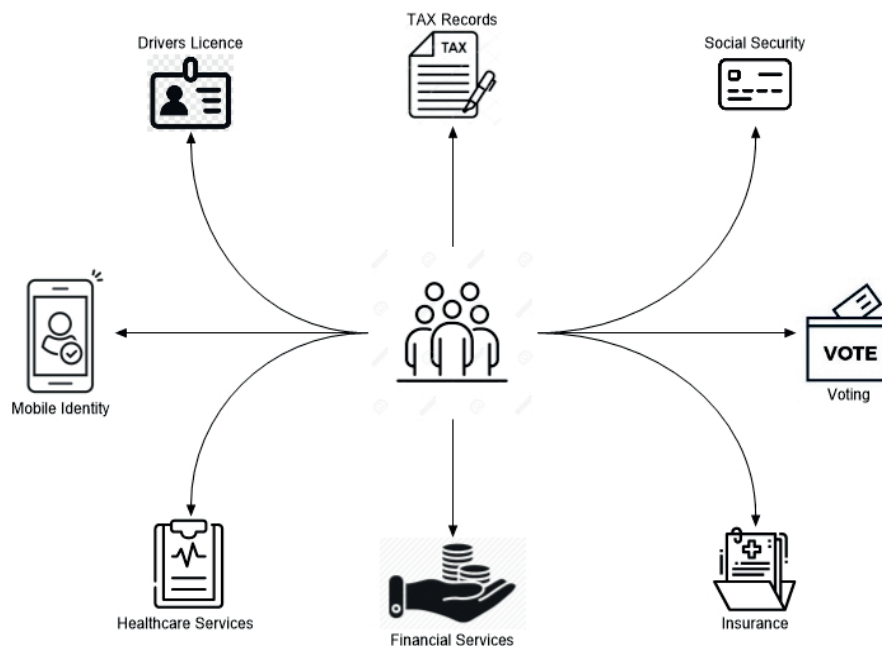 TAX Records
Drivers Licence
Social Security
TAX
VOTE
Mobile Identity
Voting
Healthcare Services
Financial Services
Insurance